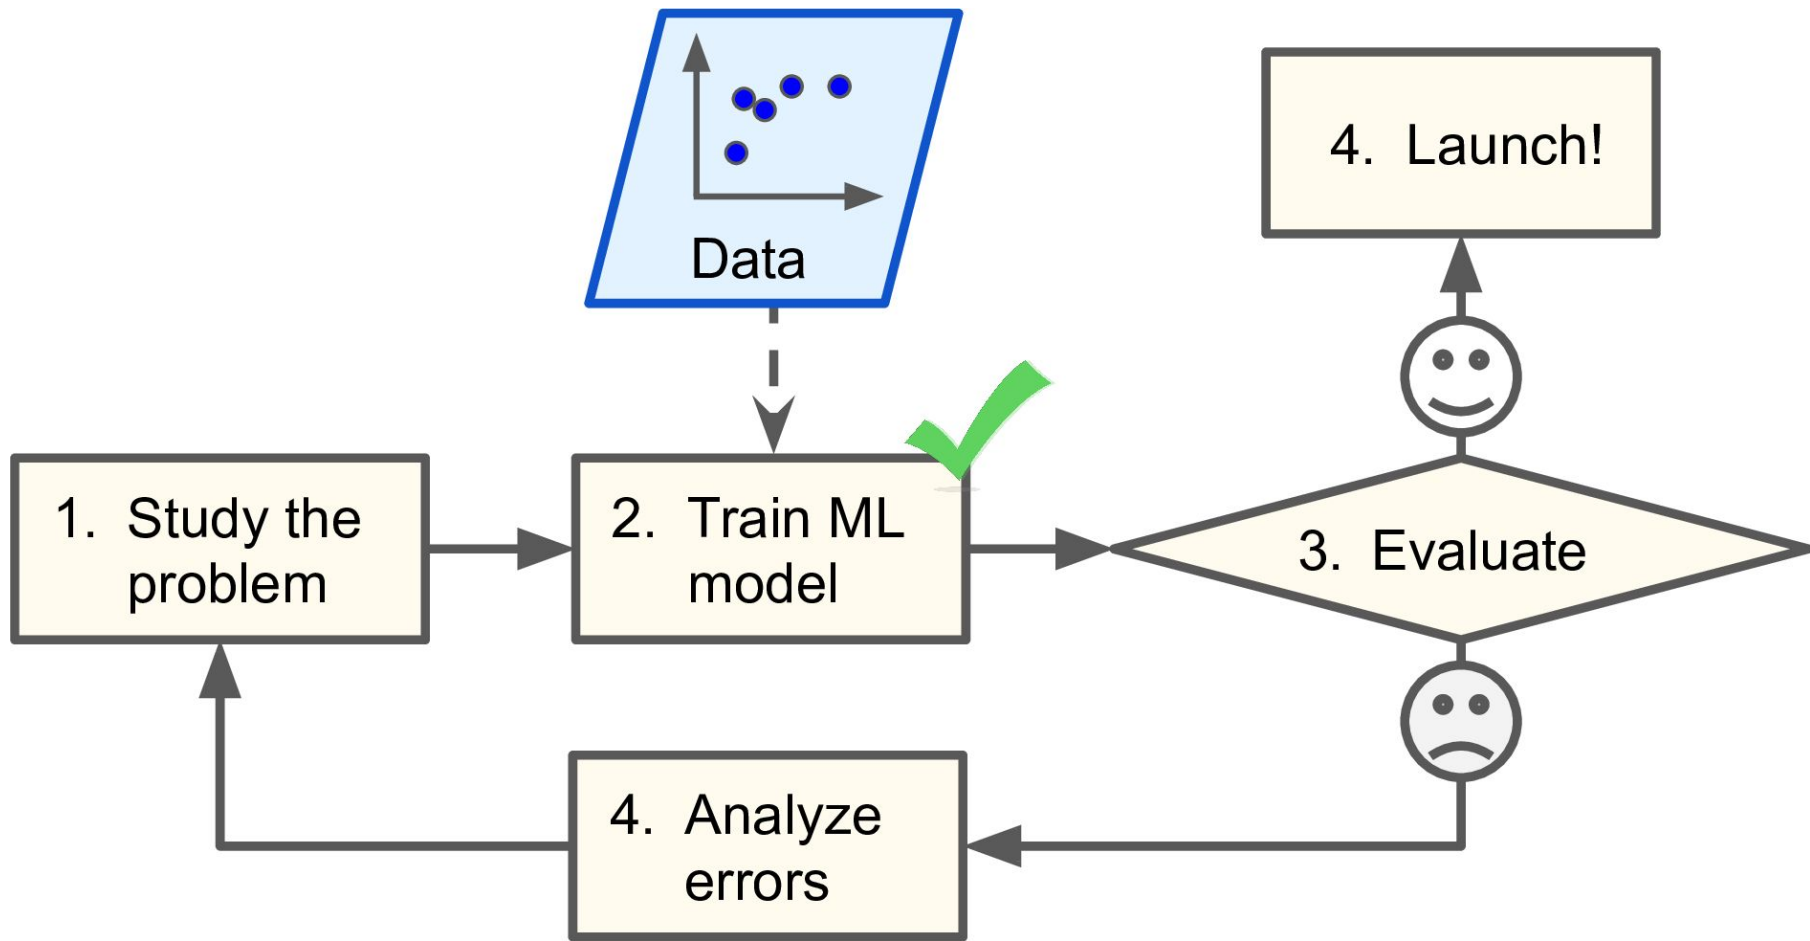 Data
4. Launch!
1. Study the
problem
2. Train ML
model
3. Evaluate
4. Analyze
errors